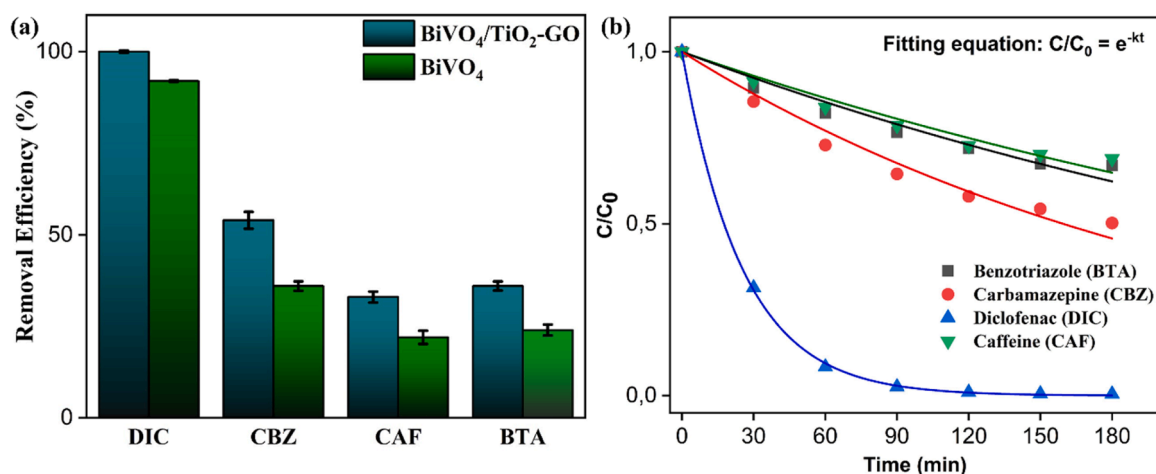 (a)
BiVO₄/TiO₂-GO
BiVO₄
Removal Efficiency (%)
100
50
0
DIC CBZ CAF BTA
(b)
Fitting equation: C/C₀ = e⁻ᵏᵗ
C/C₀
1,0
0,5
0,0
Benzotriazole (BTA)
Carbamazepine (CBZ)
Diclofenac (DIC)
Caffeine (CAF)
0 30 60 90 120 150 180
Time (min)